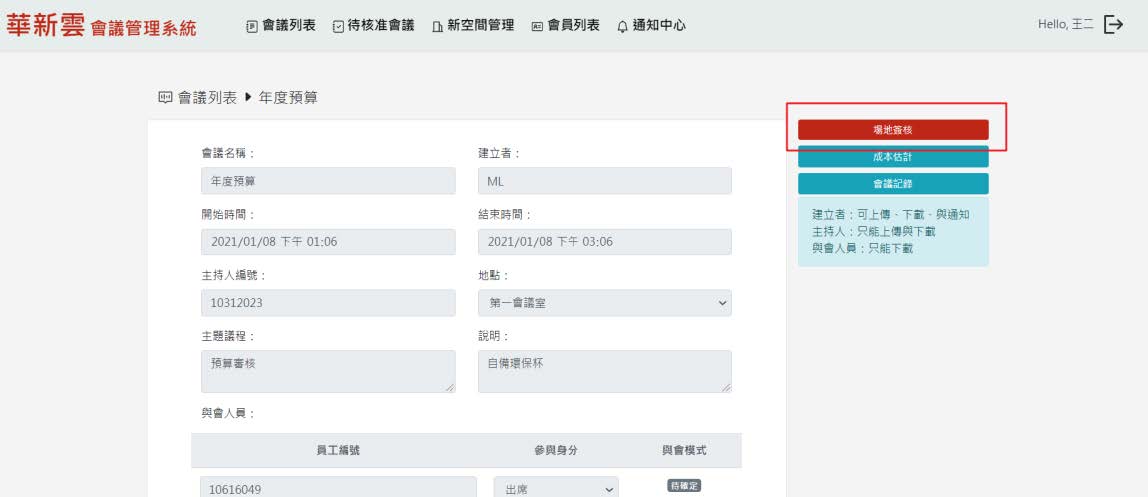 華新雲 會議管理系統
會議列表 待核准會議 新空間管理 會員列表 通知中心
Hello, 王二
會議列表 ▶ 年度預算
會議名稱：
建立者：
年度預算
ML
開始時間：
結束時間：
2021/01/08 下午 01:06
2021/01/08 下午 03:06
主持人編號：
地點：
10312023
第一會議室
主題議程：
說明：
預算審核
自備環保杯
與會人員：
員工編號 參與身分 與會模式
10616049 出席 待確定
場地簽核
成本估計
會議記錄
建立者：可上傳、下載、與通知
主持人：只能上傳與下載
與會人員：只能下載